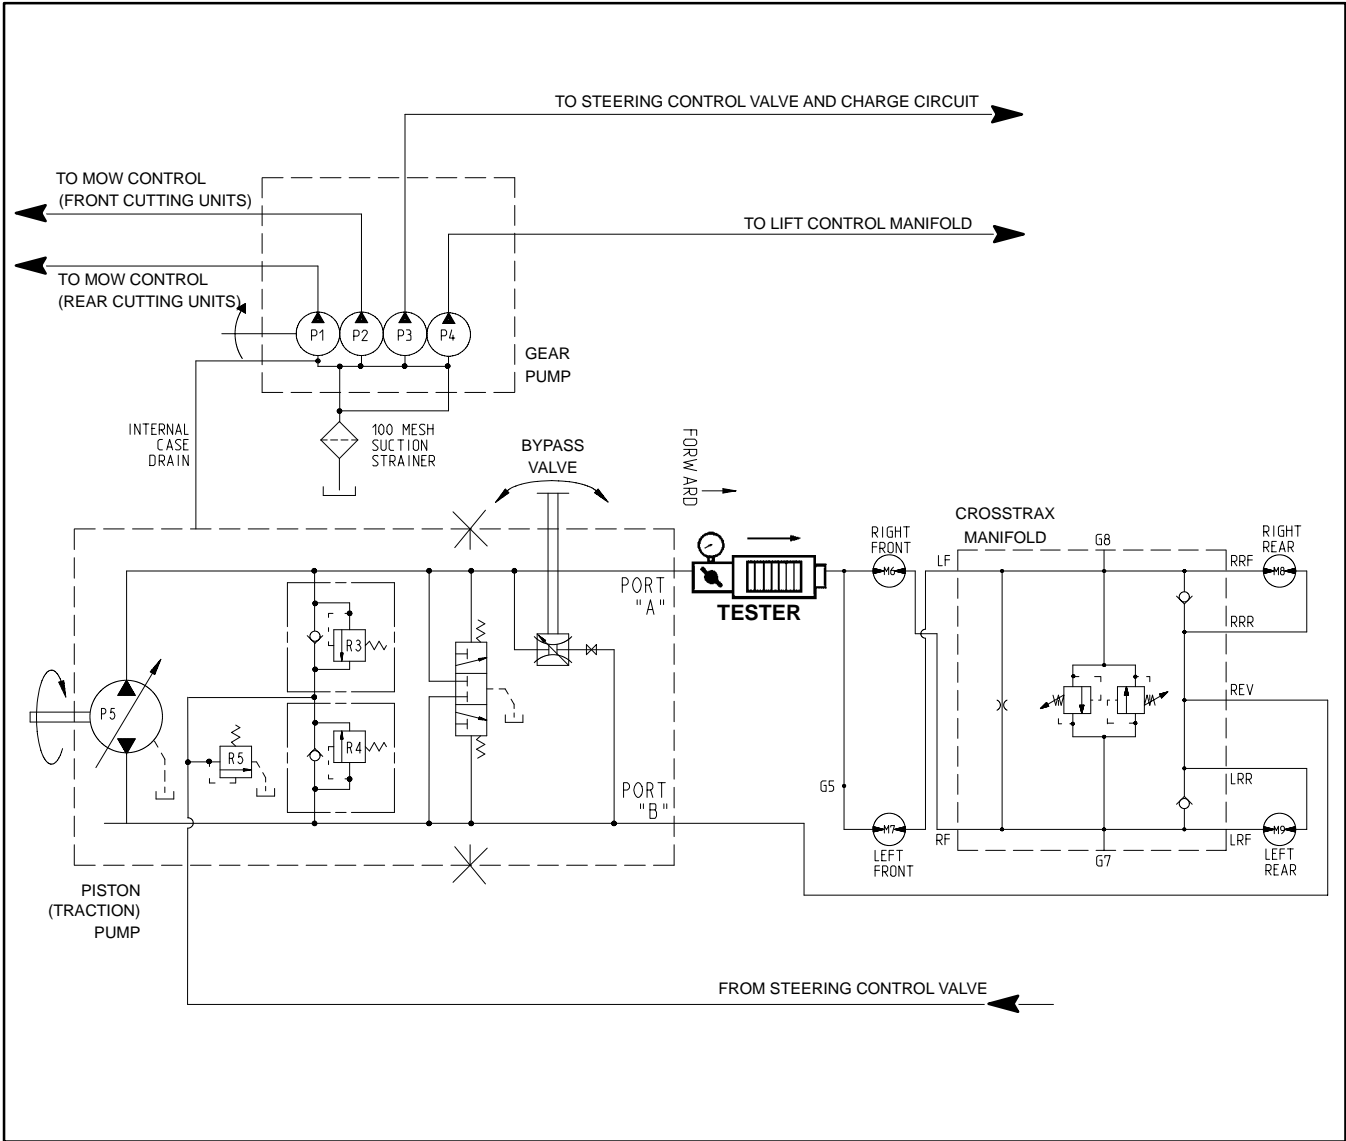 TO STEERING CONTROL VALVE AND CHARGE CIRCUIT
TO MOW CONTROL
(FRONT CUTTING UNITS)
TO LIFT CONTROL MANIFOLD
TO MOW CONTROL
(REAR CUTTING UNITS)
P1
P2
P3
P4
GEAR
PUMP
INTERNAL
CASE
DRAIN
100 MESH
SUCTION
STRAINER
BYPASS
VALVE
FORWARD
RIGHT
FRONT
CROSSTRAX
MANIFOLD
G8
RIGHT
REAR
PORT
"A"
TESTER
M6
LF
RRF
M8
RRR
R3
P5
R5
R4
REV
PORT
"B"
G5
LRR
M7
LEFT
FRONT
RF
G7
LRF
M9
LEFT
REAR
PISTON
(TRACTION)
PUMP
FROM STEERING CONTROL VALVE